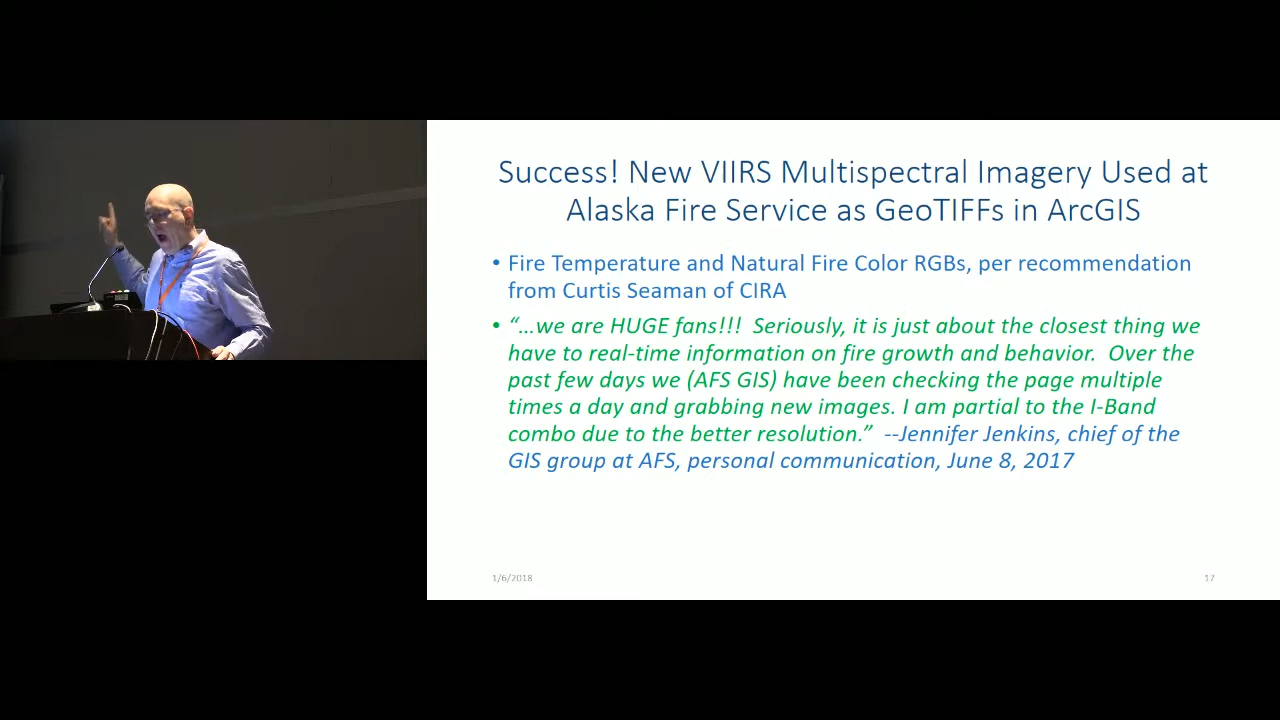 Success! New VIIRS Multispectral Imagery Used at
Alaska Fire Service as GeoTIFFs in ArcGIS
• Fire Temperature and Natural Fire Color RGBs, per recommendation
from Curtis Seaman of CIRA
• “…we are HUGE fans!!!  Seriously, it is just about the closest thing we
have to real-time information on fire growth and behavior.  Over the
past few days we (AFS GIS) have been checking the page multiple
times a day and grabbing new images. I am partial to the I-Band
combo due to the better resolution.”  --Jennifer Jenkins, chief of the
GIS group at AFS, personal communication, June 8, 2017
1/6/2018
17